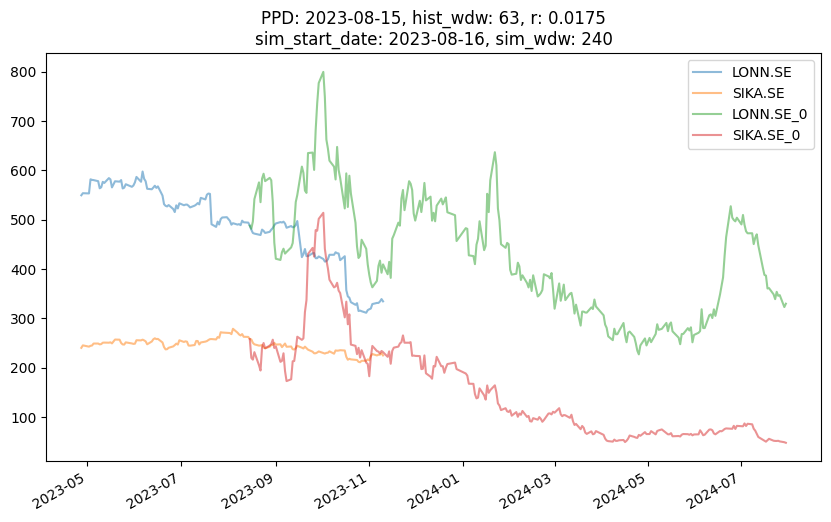 PPD: 2023-08-15, hist_wdw: 63, r: 0.0175
sim_start_date: 2023-08-16, sim_wdw: 240
LONN.SE
SIKA.SE
LONN.SE_0
SIKA.SE_0
800
700
600
500
400
300
200
100
2023-05
2023-07
2023-09
2023-11
2024-01
2024-03
2024-05
2024-07